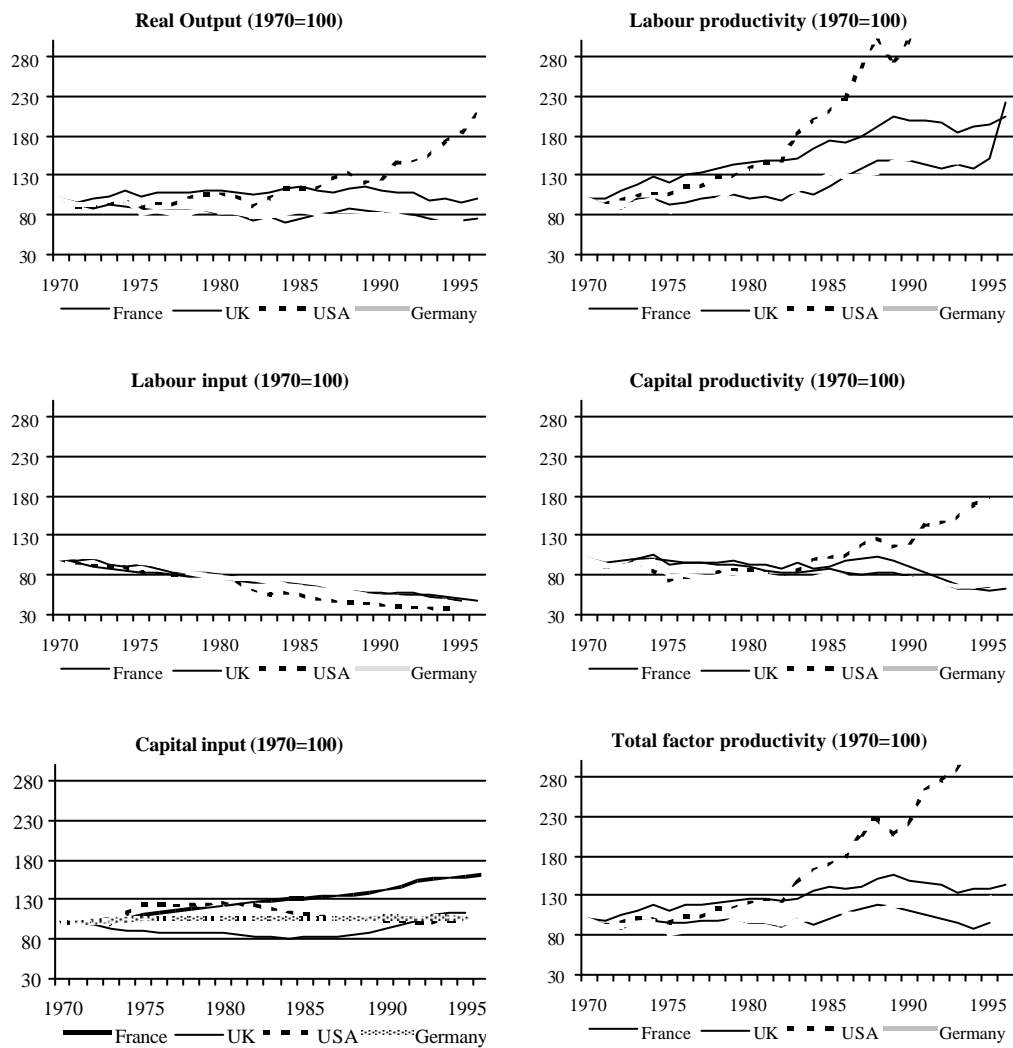 Real Output (1970=100)
280
230
180
130
80
30
1970 1975 1980 1985 1990 1995
France UK USA Germany
Labour productivity (1970=100)
280
230
180
130
80
30
1970 1975 1980 1985 1990 1995
France UK USA Germany
Labour input (1970=100)
280
230
180
130
80
30
1970 1975 1980 1985 1990 1995
France UK USA Germany
Capital productivity (1970=100)
280
230
180
130
80
30
1970 1975 1980 1985 1990 1995
France UK USA Germany
Capital input (1970=100)
280
230
180
130
80
30
1970 1975 1980 1985 1990 1995
France UK USA Germany
Total factor productivity (1970=100)
280
230
180
130
80
30
1970 1975 1980 1985 1990 1995
France UK USA Germany